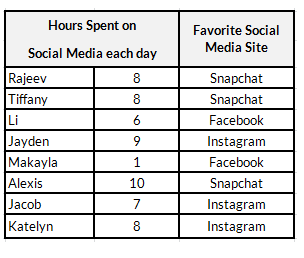 Hours Spent on
Social Media each day
Favorite Social
Media Site
Rajeev 8 Snapchat
Tiffany 8 Snapchat
Li 6 Facebook
Jayden 9 Instagram
Makayla 1 Facebook
Alexis 10 Snapchat
Jacob 7 Instagram
Katelyn 8 Instagram